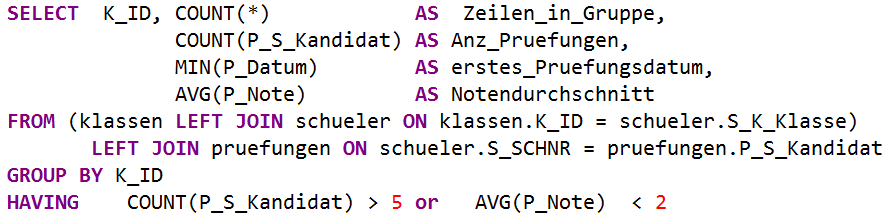 SELECT  K_ID, COUNT(*)            AS  Zeilen_in_Gruppe,
              COUNT(P_S_Kandidat) AS Anz_Pruefungen,
              MIN(P_Datum)        AS erstes_Pruefungsdatum,
              AVG(P_Note)         AS Notendurchschnitt
FROM (klassen LEFT JOIN schueler ON klassen.K_ID = schueler.S_K_Klasse)
       LEFT JOIN pruefungen ON schueler.S_SCHNR = pruefungen.P_S_Kandidat
GROUP BY K_ID
HAVING    COUNT(P_S_Kandidat) > 5 or   AVG(P_Note)  < 2